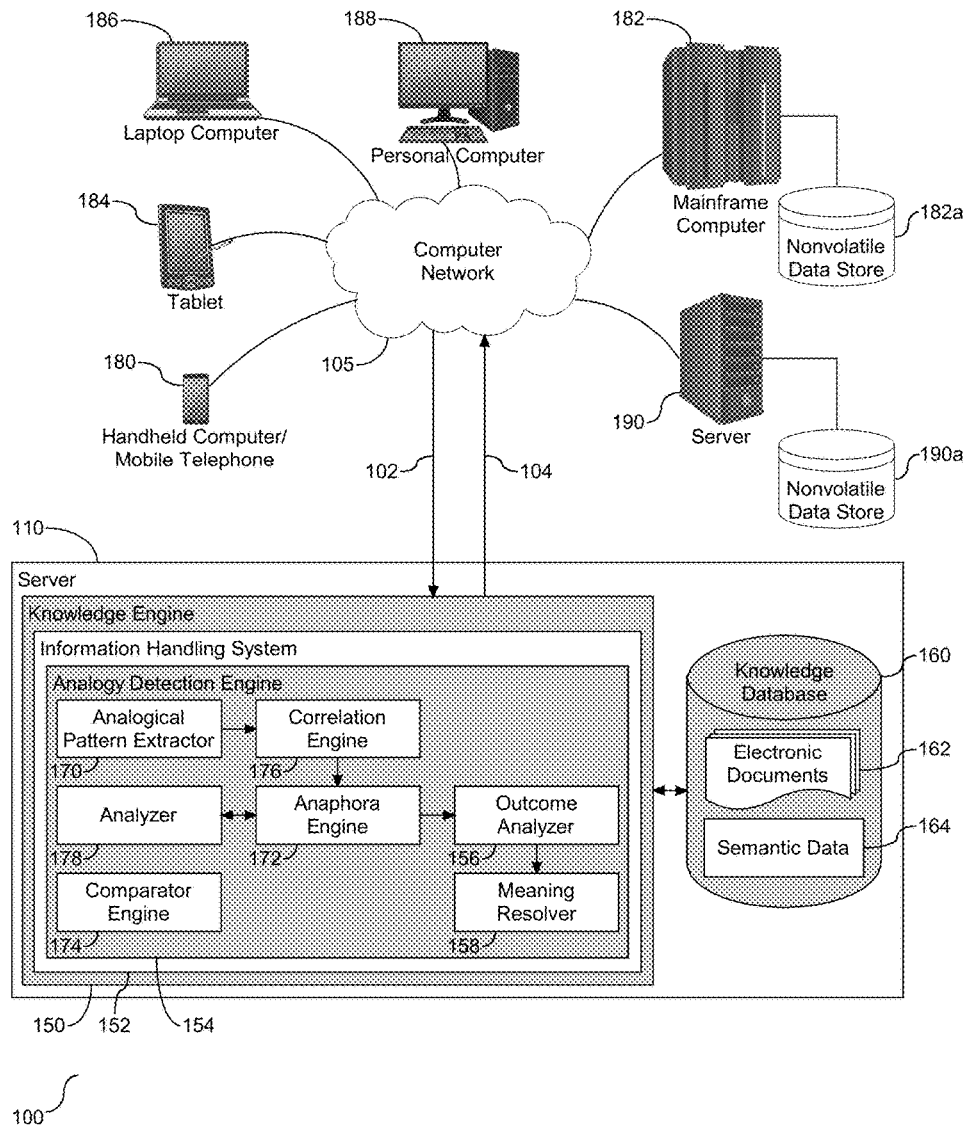 186
188
182
Laptop Computer
Personal Computer
184
Mainframe
Computer
182a
Nonvolatile
Data Store
Computer
Network
Tablet
105
180
190
Server
Handheld Computer/
Mobile Telephone
102
104
190a
Nonvolatile
Data Store
110
Server
Knowledge Engine
Information Handling System
Analogy Detection Engine
Analogical
Pattern Extractor
170
Correlation
Engine
176
Analyzer
178
Anaphora
Engine
172
Outcome
Analyzer
156
Comparator
Engine
174
Meaning
Resolver
158
Knowledge
Database
160
Electronic
Documents
162
Semantic Data
164
150
152
154
100